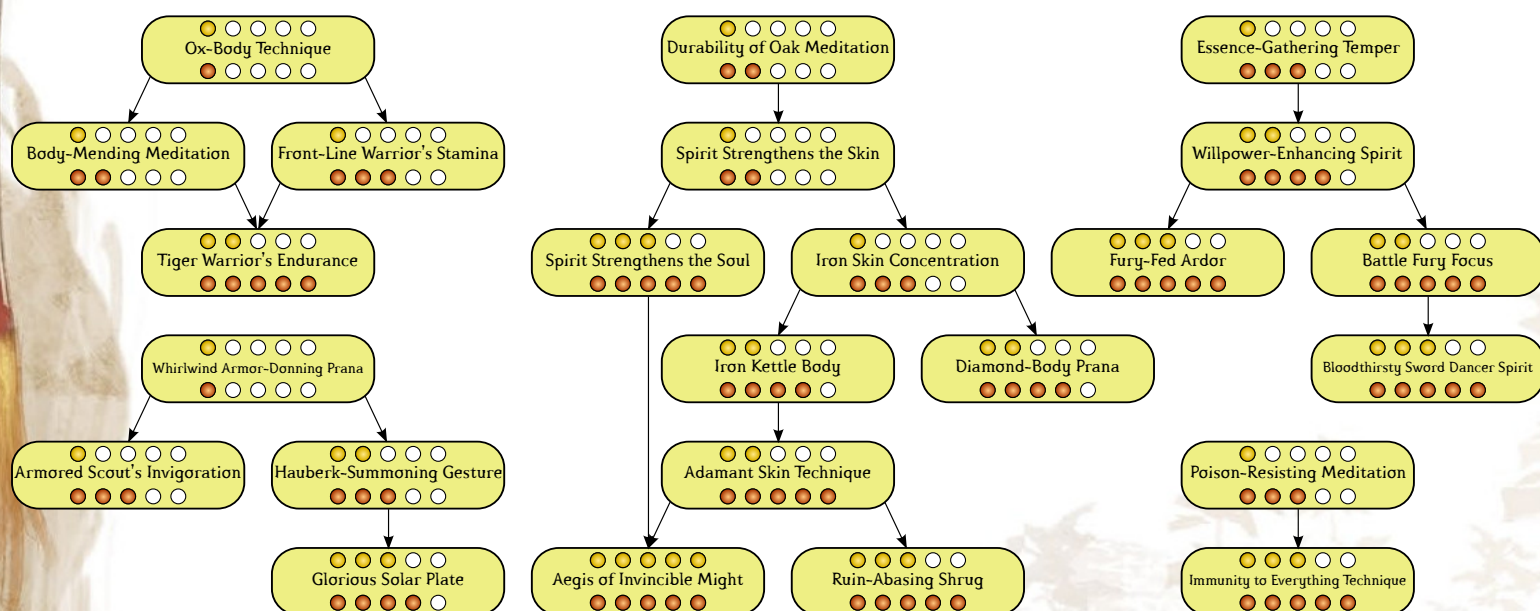 Ox-Body Technique
Durability of Oak Meditation
Essence-Gathering Temper
Body-Mending Meditation
Front-Line Warrior's Stamina
Spirit Strengthens the Skin
Willpower-Enhancing Spirit
Tiger Warrior's Endurance
Spirit Strengthens the Soul
Iron Skin Concentration
Fury-Fed Ardor
Battle Fury Focus
Whirlwind Armor-Donning Prana
Iron Kettle Body
Diamond-Body Prana
Bloodthirsty Sword Dancer Spirit
Armored Scout's Invigoration
Hauberk-Summoning Gesture
Adamant Skin Technique
Poison-Resisting Meditation
Glorious Solar Plate
Aegis of Invincible Might
Ruin-Abasing Shrug
Immunity to Everything Technique